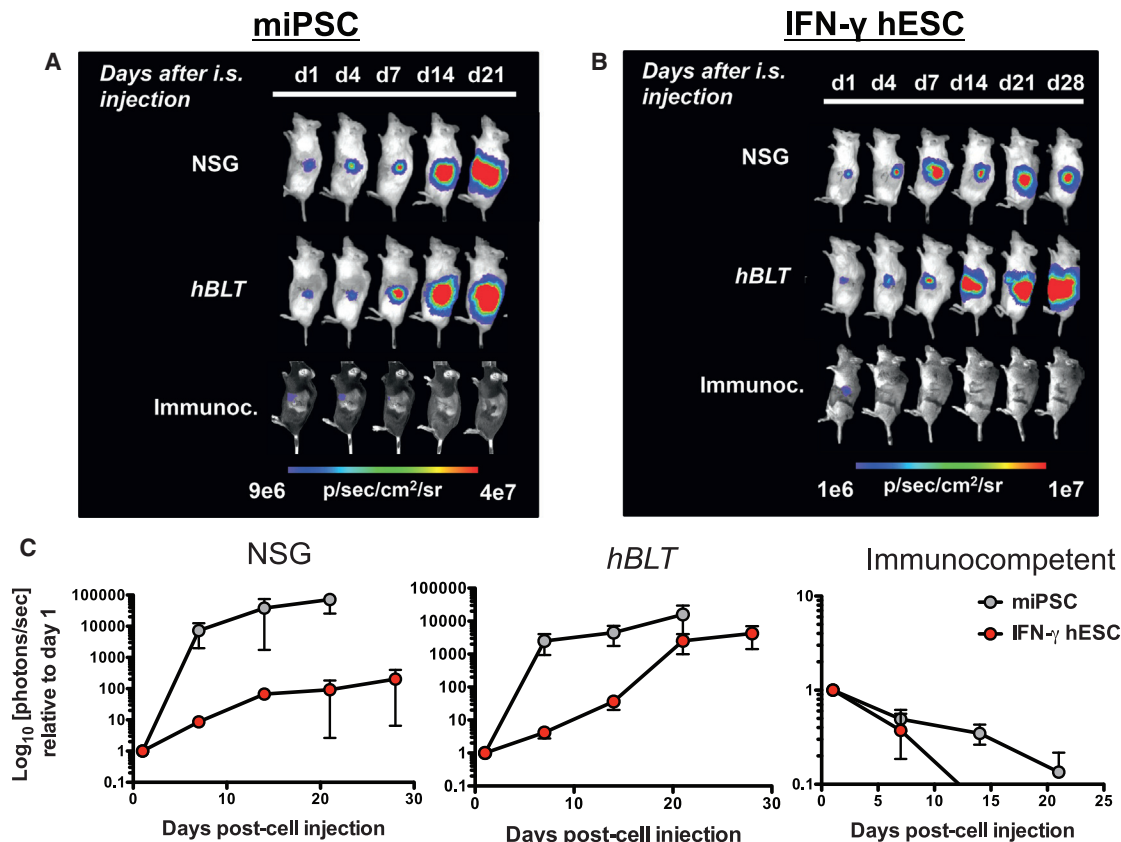 miPSC
IFN-γ hESC
A
Days after i.s.
injection
d1 d4 d7 d14 d21
NSG
hBLT
Immunoc.
9e6 p/sec/cm²/sr 4e7
B
Days after i.s.
injection
d1 d4 d7 d14 d21 d28
NSG
hBLT
Immunoc.
1e6 p/sec/cm²/sr 1e7
C
NSG
Log₁₀ [photons/sec]
relative to day 1
100000
10000
1000
100
10
1
0.1
0 10 20 30
Days post-cell injection
hBLT
100000
10000
1000
100
10
1
0.1
0 10 20 30
Days post-cell injection
Immunocompetent
miPSC
IFN-γ hESC
10
1
0.1
0 5 10 15 20 25
Days post-cell injection